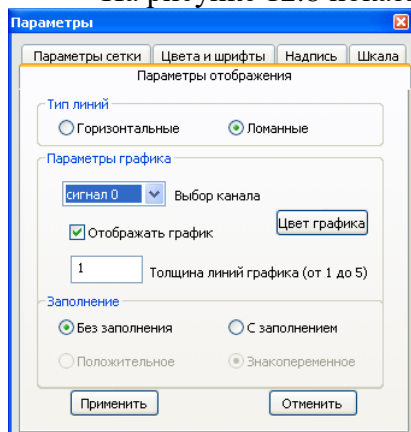 Параметры
Параметры сетки Цвета и шрифты Надпись Шкала
Параметры отображения
Тип линий
Горизонтальные Ломанные
Параметры графика
сигнал 0 Выбор канала
Отображать график Цвет графика
1 Толщина линий графика (от 1 до 5)
Заполнение
Без заполнения С заполнением
Положительное Знакопеременное
Применить Отменить